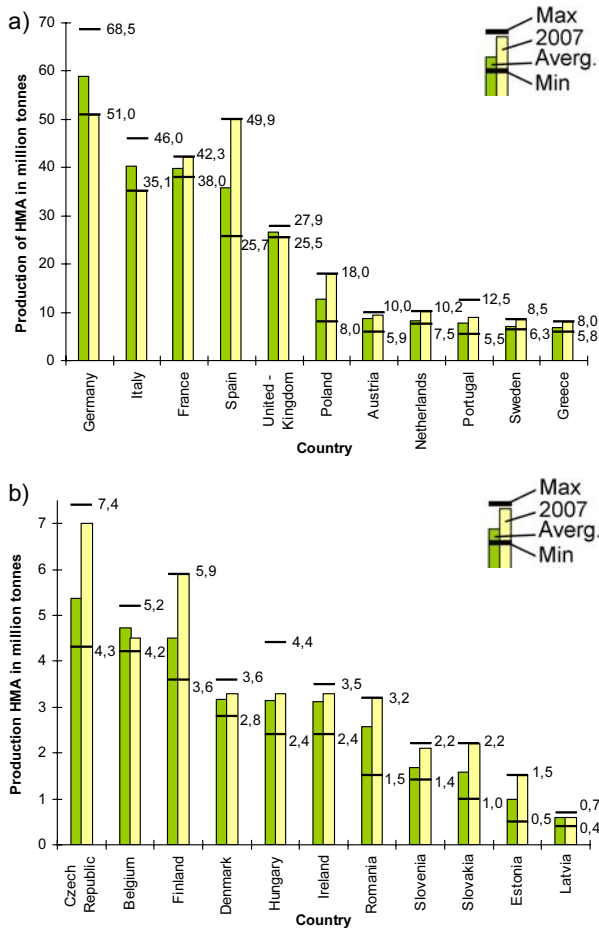 a)
Production of HMA in million tonnes
70
60
50
40
30
20
10
0
68,5
51,0
46,0
35,1
42,3
38,0
49,9
25,7
27,9
25,5
18,0
8,0
10,0
5,9
10,2
7,5
12,5
5,5
8,5
6,3
8,0
5,8
Max
2007
Averg.
Min
Germany
Italy
France
Spain
United -
Kingdom
Poland
Austria
Netherlands
Portugal
Sweden
Greece
Country
b)
Production HMA in million tonnes
7
6
5
4
3
2
1
0
7,4
4,3
5,2
4,2
5,9
3,6
3,6
2,8
4,4
2,4
3,5
2,4
3,2
1,5
2,2
1,4
2,2
1,0
1,5
0,5
0,7
0,4
Max
2007
Averg.
Min
Czech
Republic
Belgium
Finland
Denmark
Hungary
Ireland
Romania
Slovenia
Slovakia
Estonia
Latvia
Country